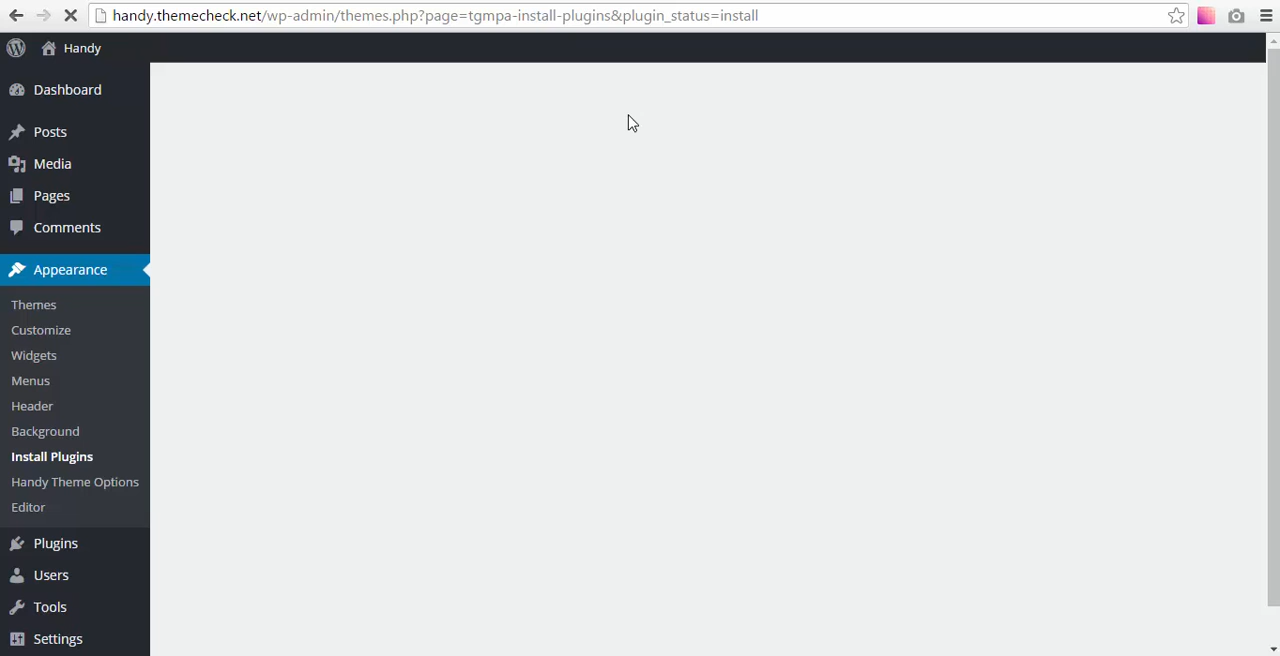 handy.themecheck.net/wp-admin/themes.php?page=tgmpa-install-plugins&plugin_status=install
Handy
Dashboard
Posts
Media
Pages
Comments
Appearance
Themes
Customize
Widgets
Menus
Header
Background
Install Plugins
Handy Theme Options
Editor
Plugins
Users
Tools
Settings